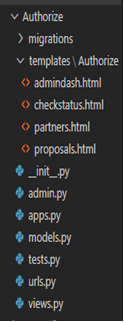 Authorize
migrations
templates \ Authorize
admindash.html
checkstatus.html
partners.html
proposals.html
__init__.py
admin.py
apps.py
models.py
tests.py
urls.py
views.py